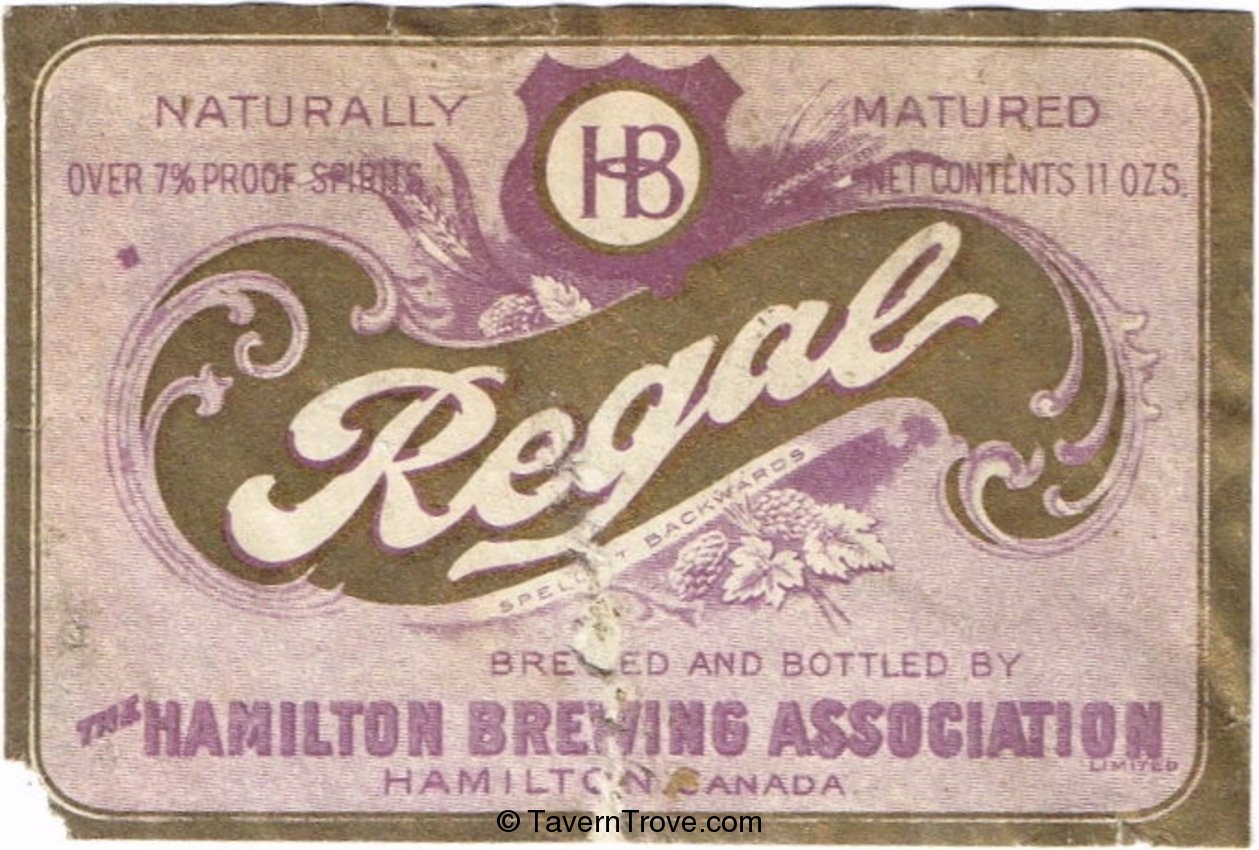 NATURALLY
MATURED
OVER 7% PROOF SPIRITS
NET CONTENTS 11 OZS.
HB
Regal
SPELL IT BACKWARDS
BREWED AND BOTTLED BY
THE HAMILTON BREWING ASSOCIATION
LIMITED
HAMILTON, CANADA
© TavernTrove.com